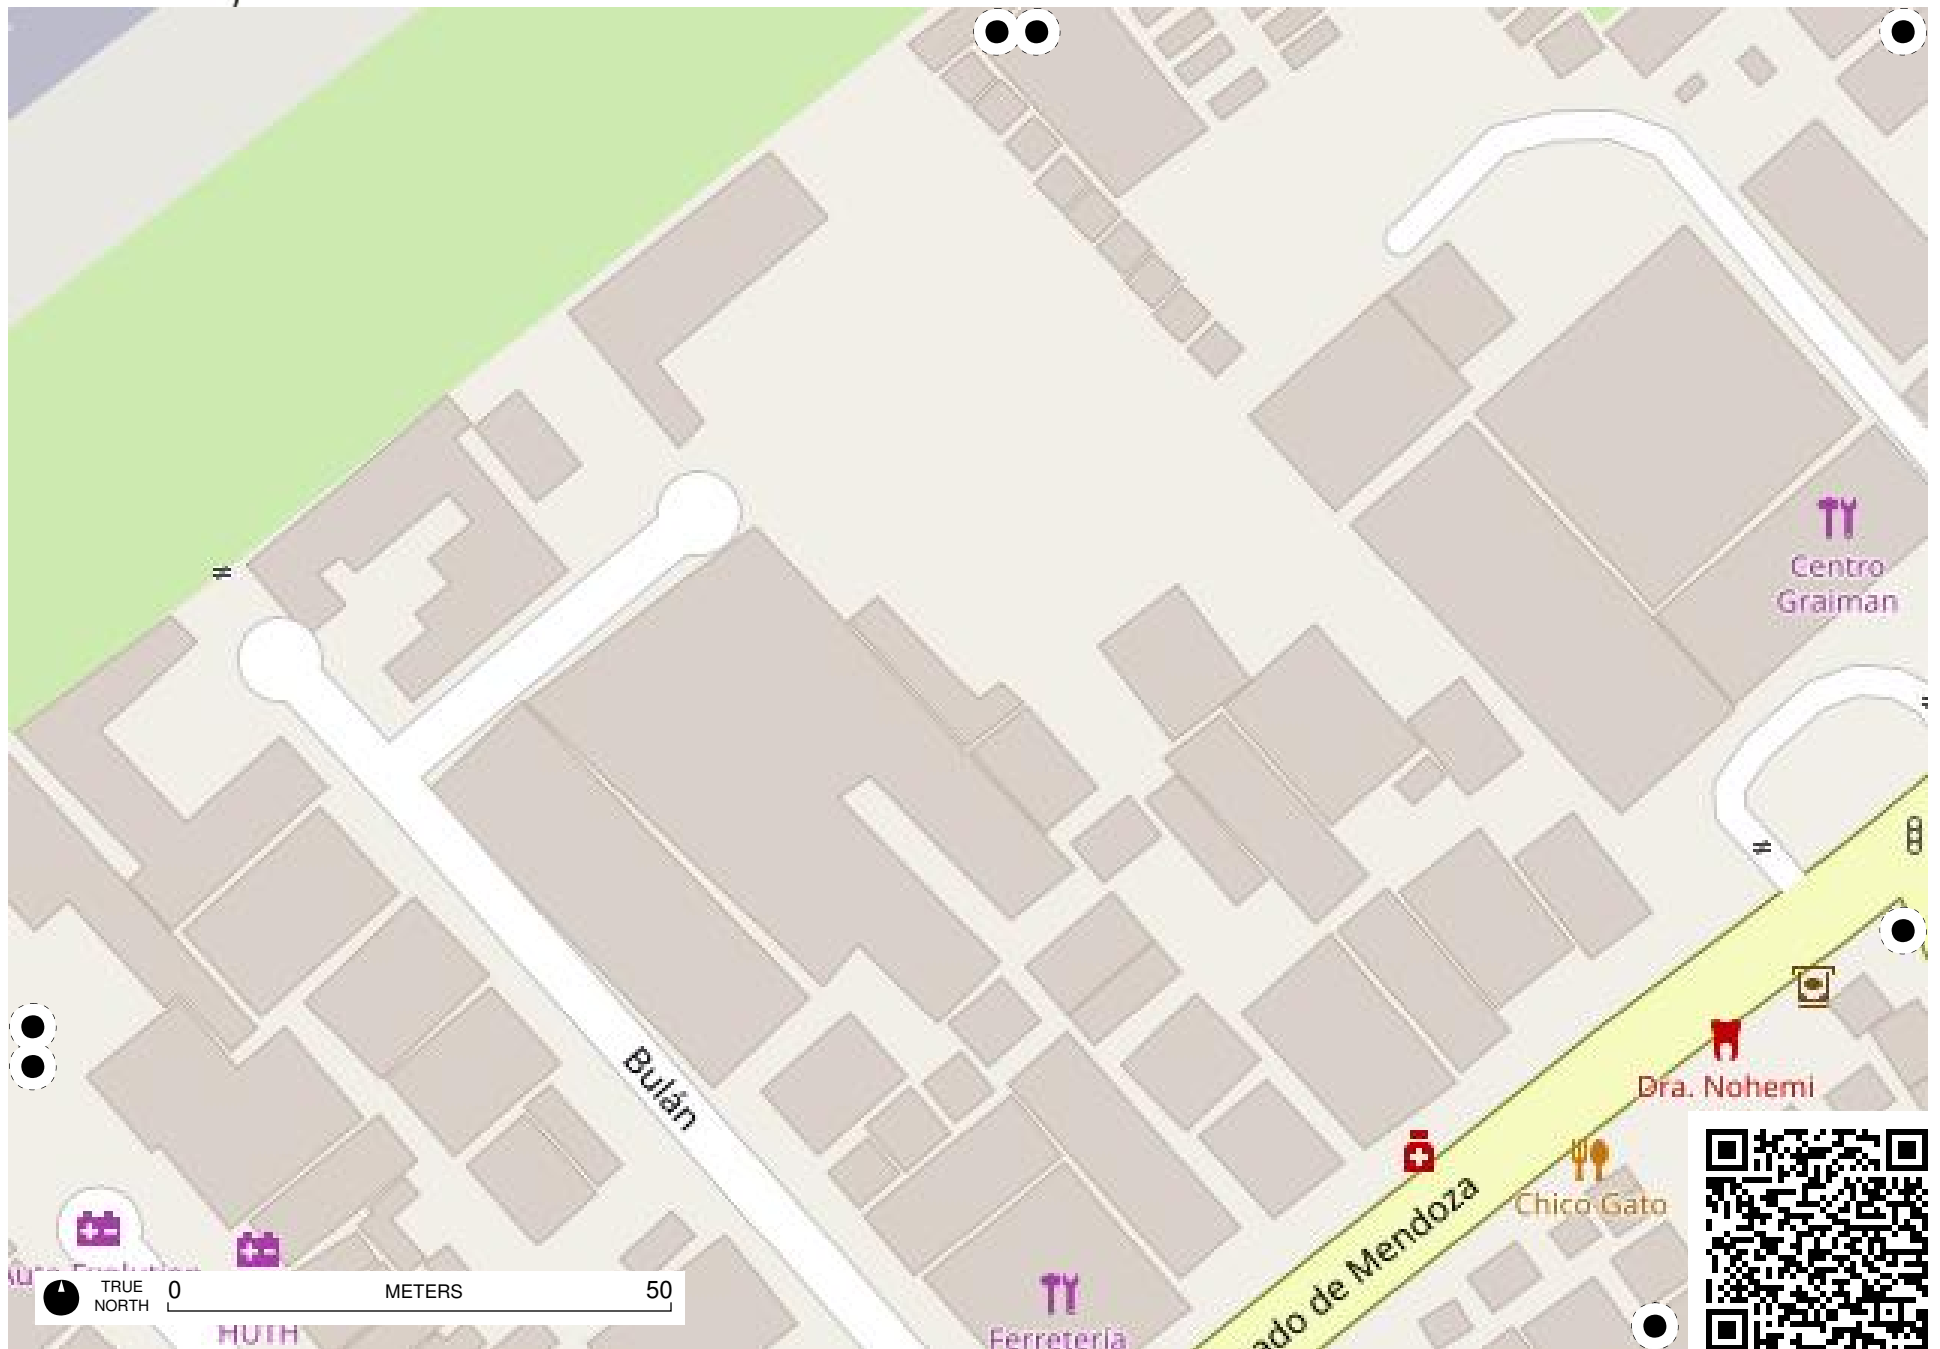 Centro
Graiman
Dra. Nohemi
Bulán
Chico Gato
ado de Mendoza
TRUE
NORTH
0
METERS
50
HUTH
Ferretería